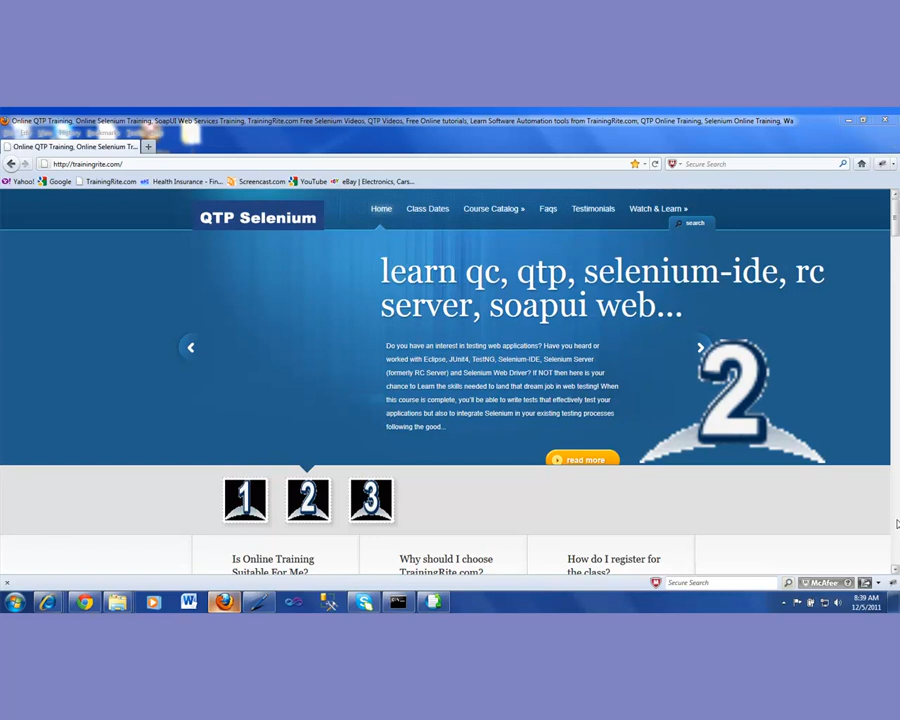 Online QTP Training, Online Selenium Training, SoapUI Web Services Training, TrainingRite.com Free Selenium Videos, QTP Videos, Free Online tutorials, Learn Software Automation tools from TrainingRite.com, QTP Online Training, Selenium Online Training, Wa
Online QTP Training, Online Selenium Tr...
http://trainingrite.com/
Secure Search
Yahoo! Google TrainingRite.com Health Insurance - Fin... Screencast.com YouTube eBay | Electronics, Cars...
QTP Selenium
Home Class Dates Course Catalog » Faqs Testimonials Watch & Learn »
search
learn qc, qtp, selenium-ide, rc
server, soapui web...
Do you have an interest in testing web applications? Have you heard or
worked with Eclipse, JUnit4, TestNG, Selenium-IDE, Selenium Server
(formerly RC Server) and Selenium Web Driver? If NOT then here is your
chance to Learn the skills needed to land that dream job in web testing! When
this course is complete, you'll be able to write tests that effectively test your
applications but also to integrate Selenium in your existing testing processes
following the good...
2
read more
1 2 3
Is Online Training
Suitable For Me?
Why should I choose
TrainingRite.com?
How do I register for
the class?
Secure Search
McAfee
8:39 AM
12/5/2011